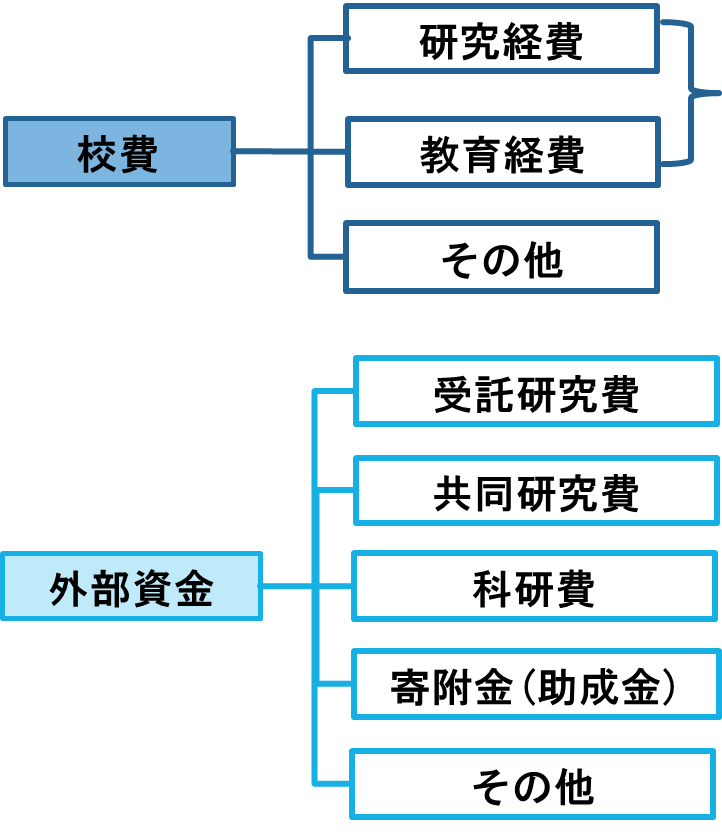 校費
研究経費
教育経費
その他
外部資金
受託研究費
共同研究費
科研費
寄附金(助成金)
その他